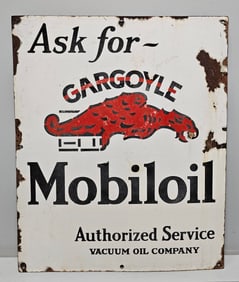 Ask for~
GARGOYLE
Mobiloil
Authorized Service
VACUUM OIL COMPANY